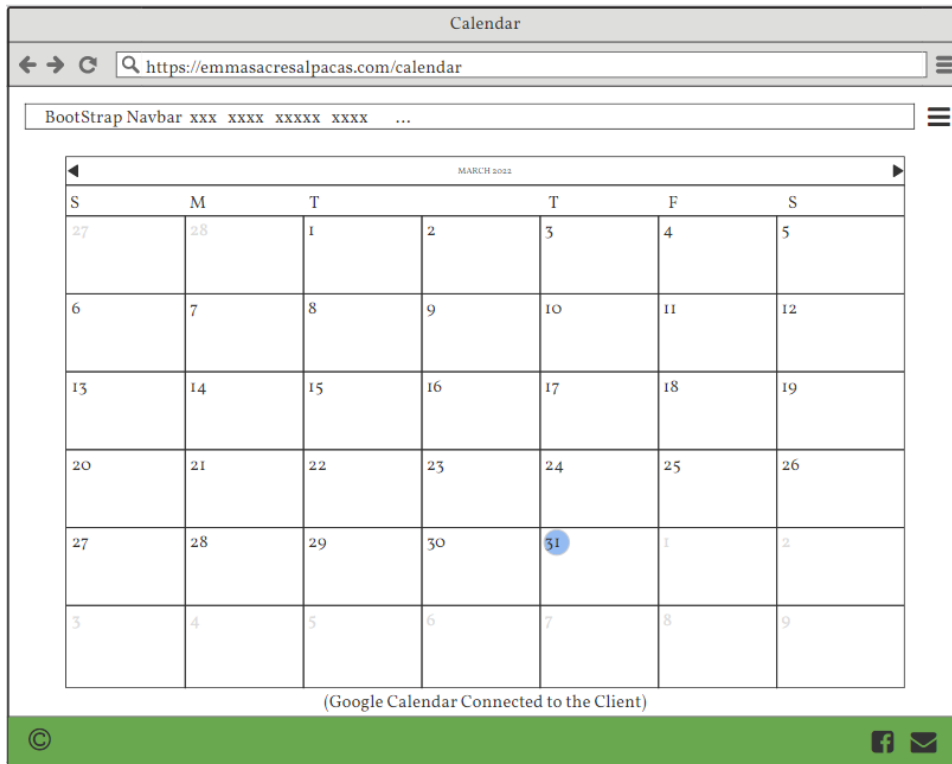 Calendar
https://emmasacresalpacas.com/calendar
BootStrap Navbar xxx xxxx xxxxx xxxx ...
MARCH 2022
S M T T F S
27 28 1 2 3 4 5
6 7 8 9 10 11 12
13 14 15 16 17 18 19
20 21 22 23 24 25 26
27 28 29 30 31 1 2
3 4 5 6 7 8 9
(Google Calendar Connected to the Client)
©